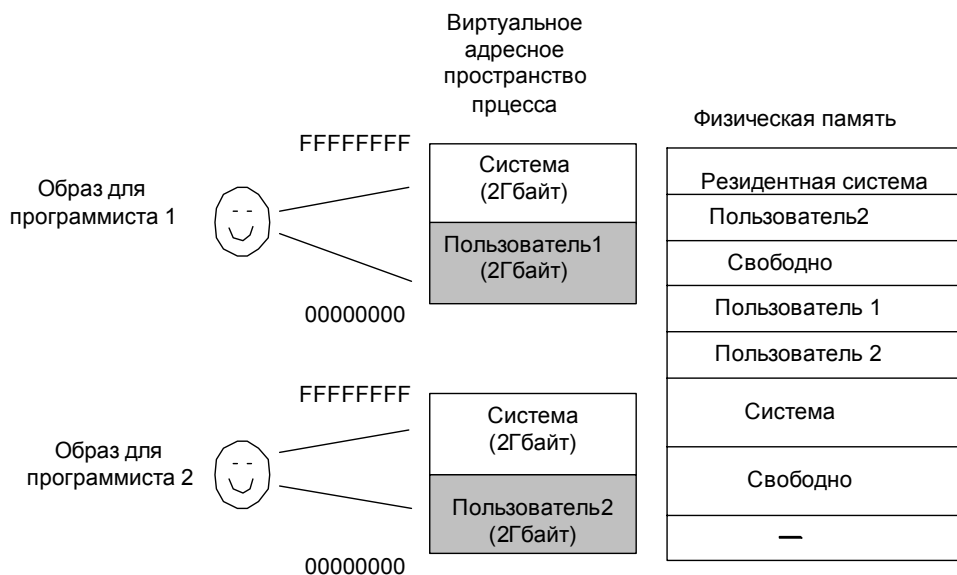 Виртуальное
адресное
пространство
прцесса
Физическая память
FFFFFFFF
Образ для
программиста 1
Система
(2Гбайт)
Пользователь1
(2Гбайт)
00000000
Резидентная система
Пользователь2
Свободно
Пользователь 1
Пользователь 2
Система
Свободно
—
FFFFFFFF
Образ для
программиста 2
Система
(2Гбайт)
Пользователь2
(2Гбайт)
00000000